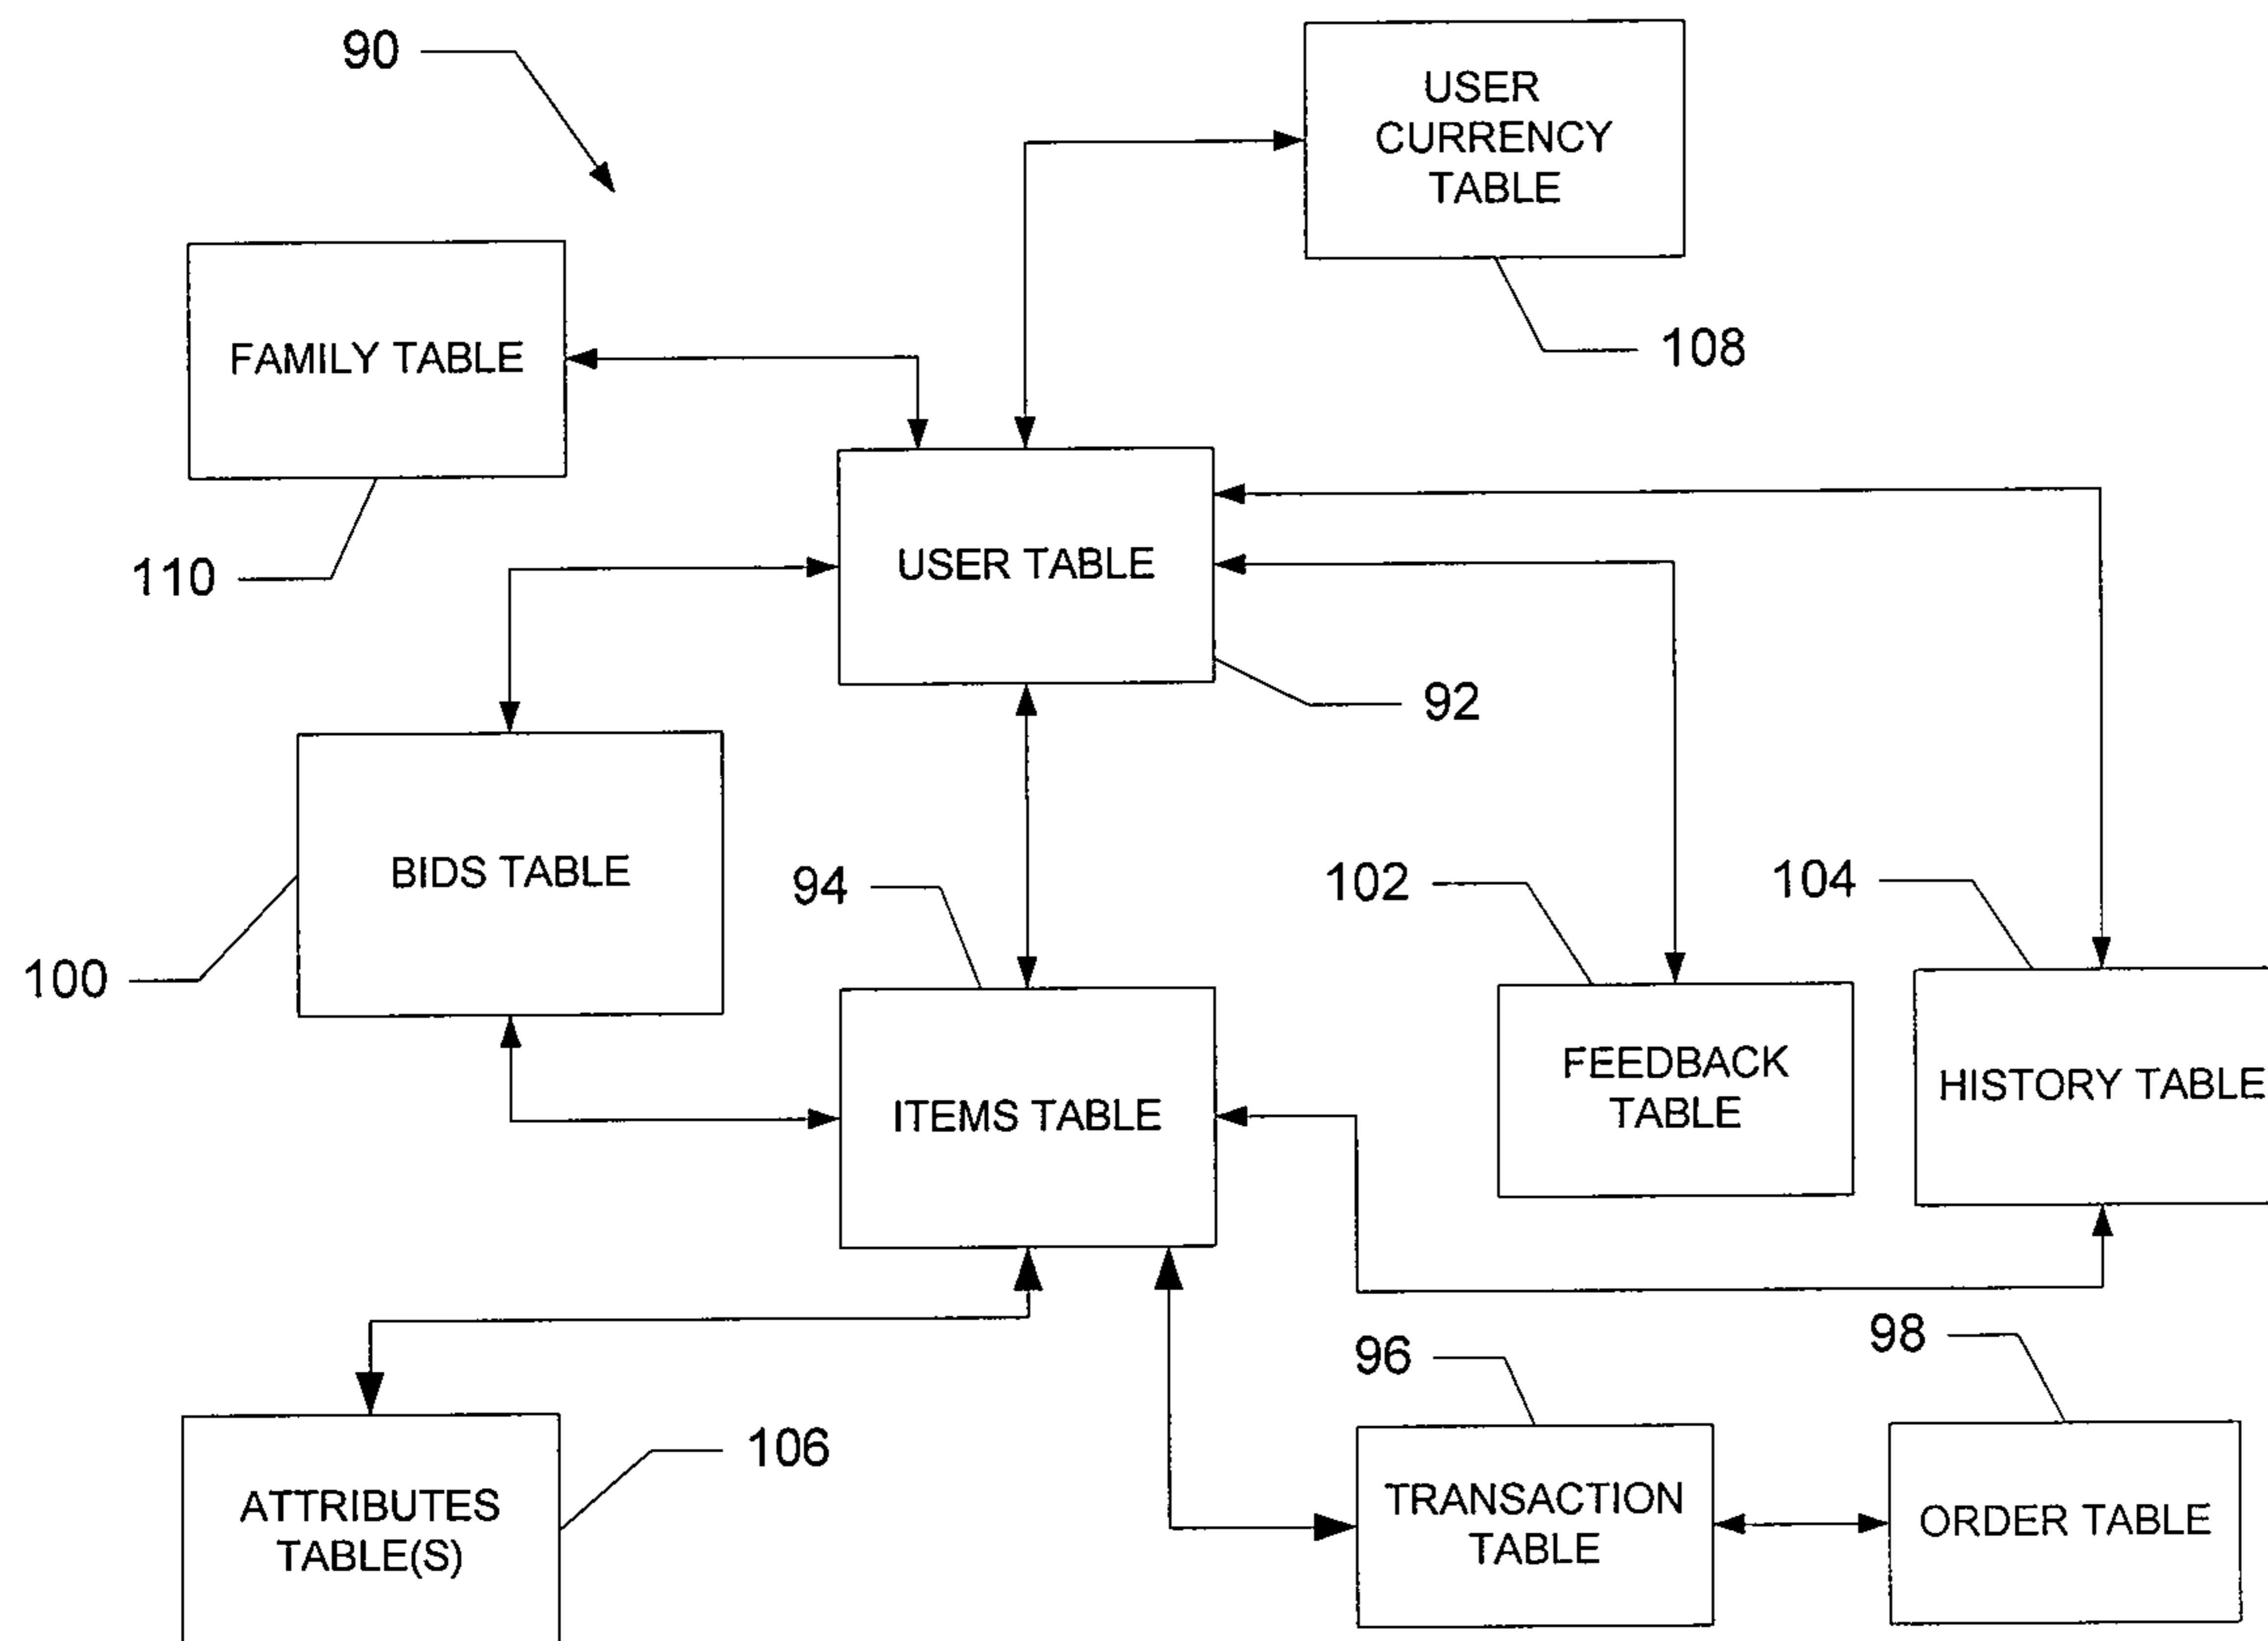 90
USER
CURRENCY
TABLE
108
FAMILY TABLE
110
USER TABLE
92
BIDS TABLE
100
94
102
104
ITEMS TABLE
FEEDBACK
TABLE
HISTORY TABLE
96
98
ATTRIBUTES
TABLE(S)
106
TRANSACTION
TABLE
ORDER TABLE